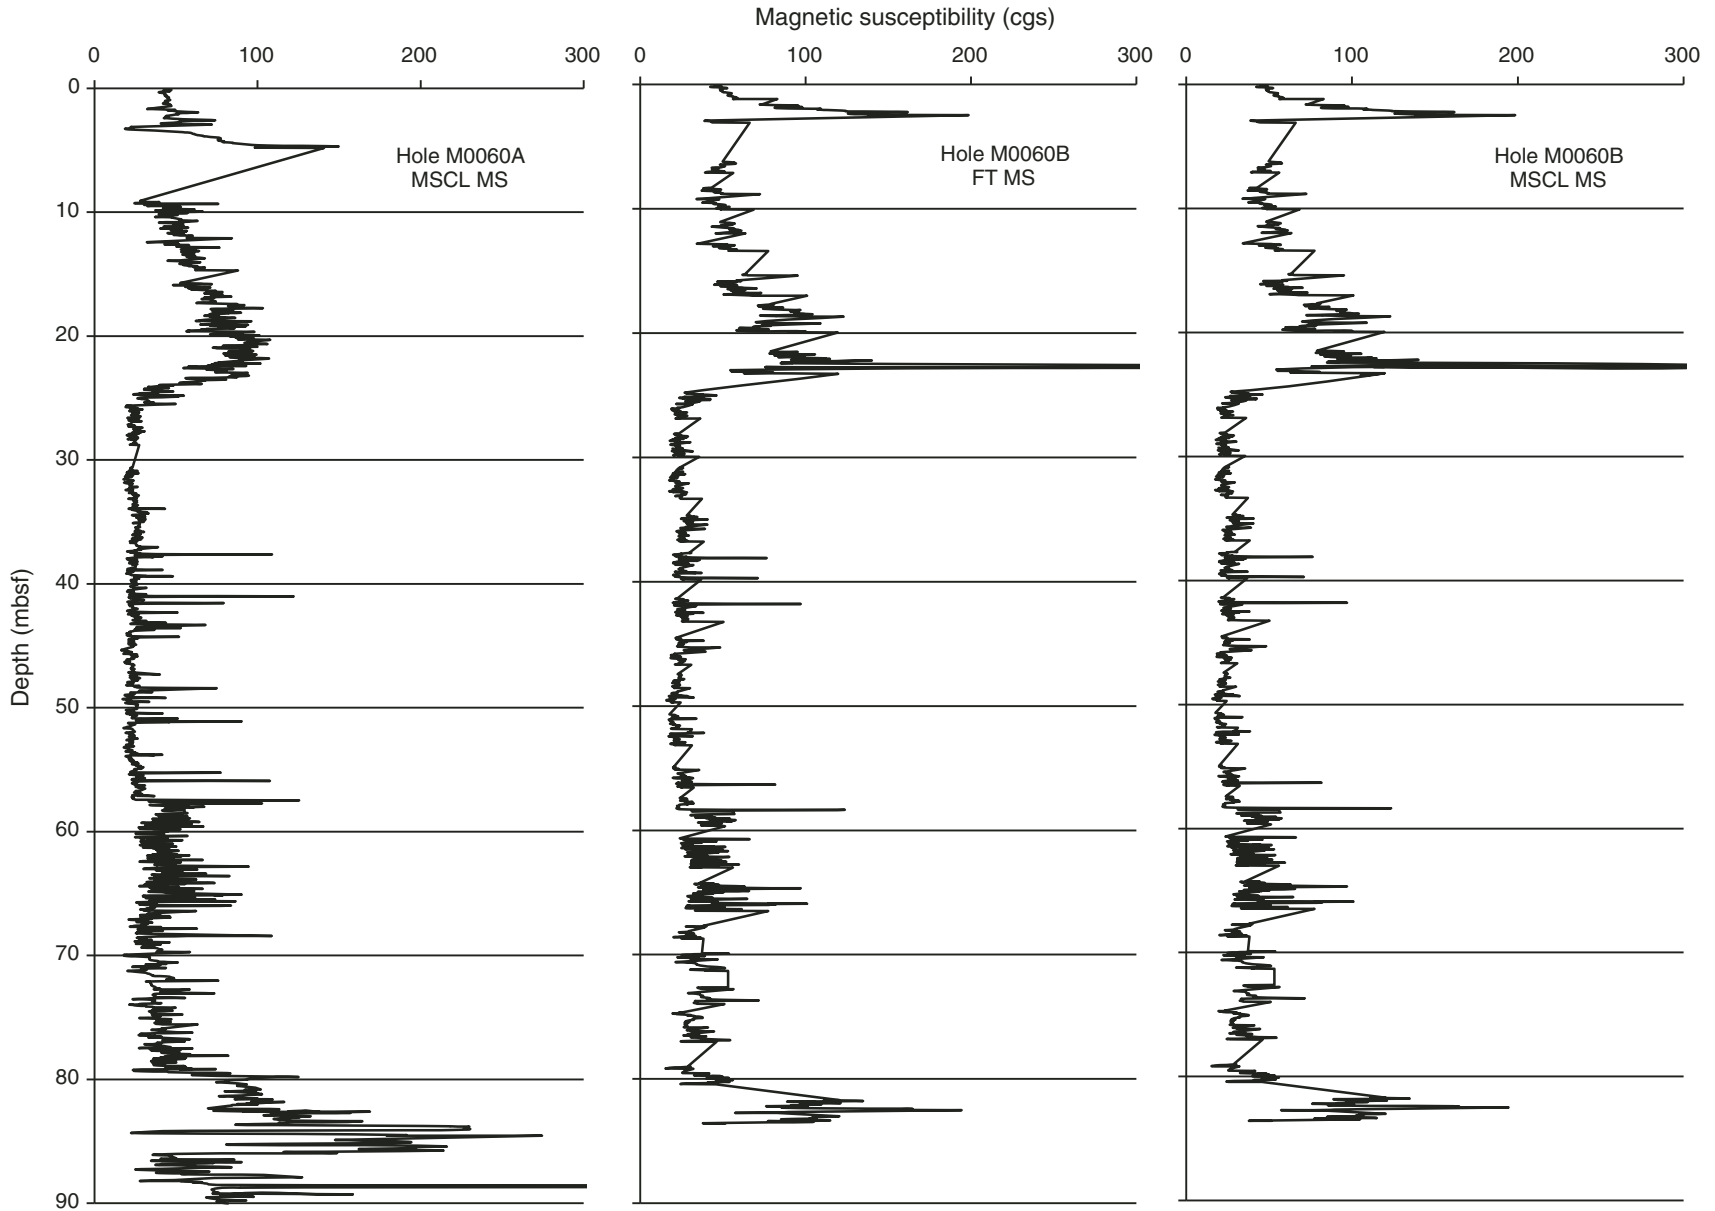 Magnetic susceptibility (cgs)
0 100 200 300 0 100 200 300 0 100 200 300
Hole M0060A
MSCL MS
Hole M0060B
FT MS
Hole M0060B
MSCL MS
Depth (mbsf)
0
10
20
30
40
50
60
70
80
90